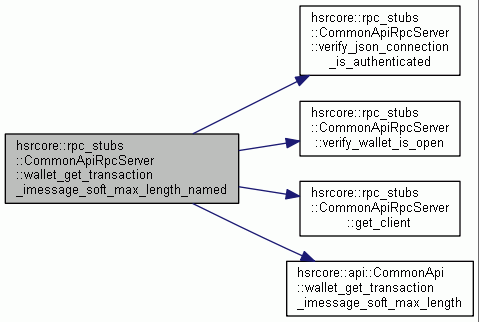 hsrcore::rpc_stubs
::CommonApiRpcServer
::wallet_get_transaction
_imessage_soft_max_length_named
hsrcore::rpc_stubs
::CommonApiRpcServer
::verify_json_connection
_is_authenticated
hsrcore::rpc_stubs
::CommonApiRpcServer
::verify_wallet_is_open
hsrcore::rpc_stubs
::CommonApiRpcServer
::get_client
hsrcore::api::CommonApi
::wallet_get_transaction
_imessage_soft_max_length